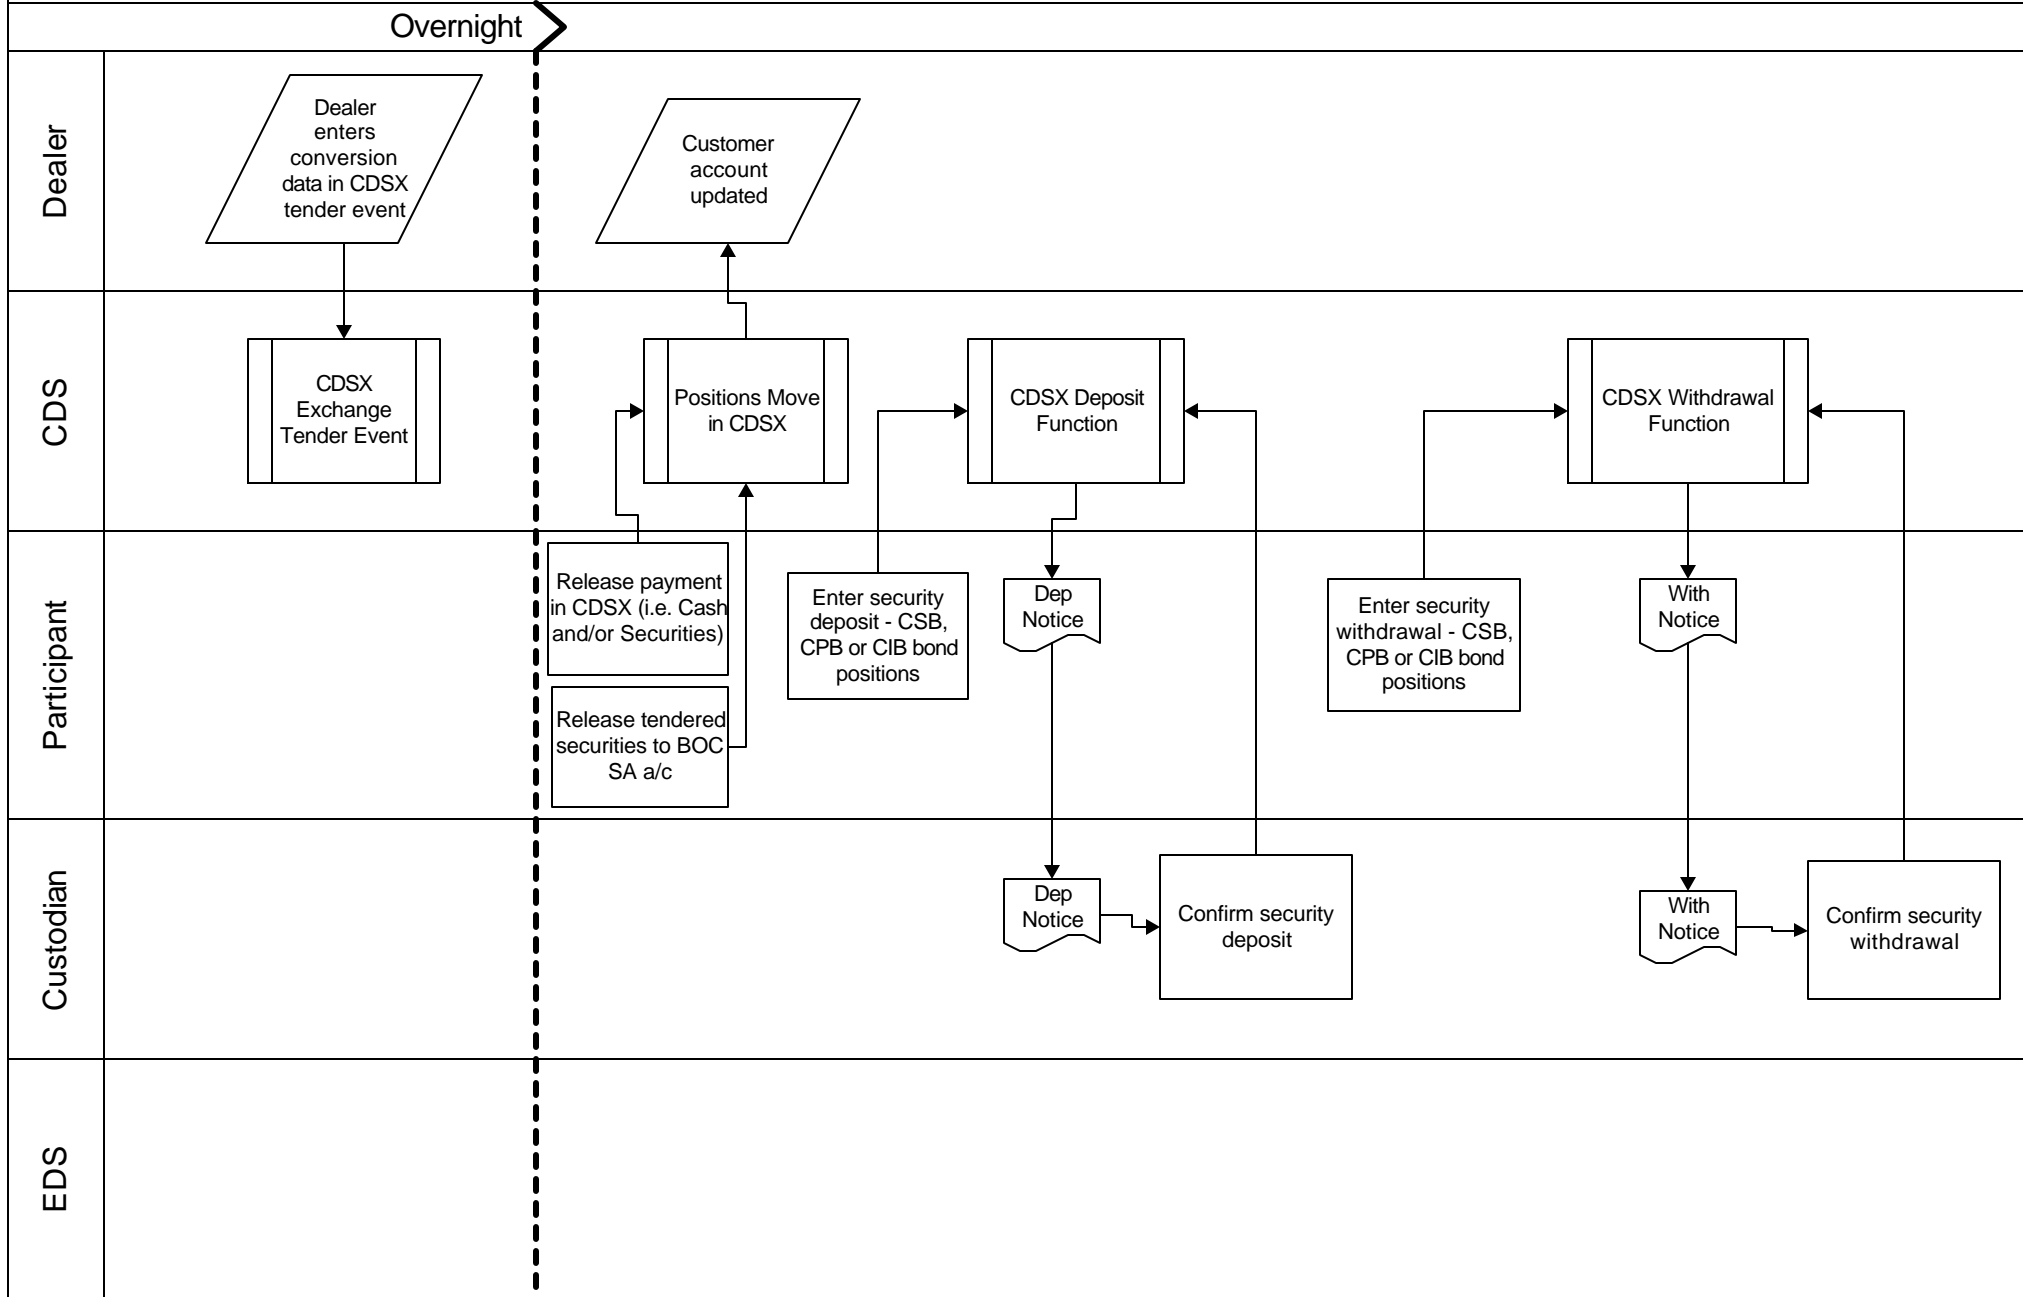 Overnight
Dealer
Dealer
enters
conversion
data in CDSX
tender event
Customer
account
updated
CDS
CDSX
Exchange
Tender Event
Positions Move
in CDSX
CDSX Deposit
Function
CDSX Withdrawal
Function
Participant
Release payment
in CDSX (i.e. Cash
and/or Securities)
Release tendered
securities to BOC
SA a/c
Enter security
deposit - CSB,
CPB or CIB bond
positions
Dep
Notice
Enter security
withdrawal - CSB,
CPB or CIB bond
positions
With
Notice
Custodian
Dep
Notice
Confirm security
deposit
With
Notice
Confirm security
withdrawal
EDS